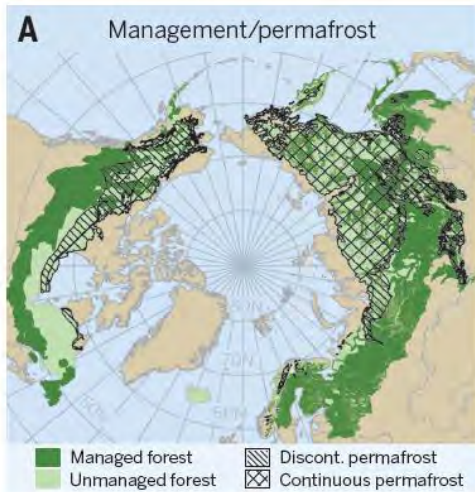 A
Management/permafrost
70N
60N
Managed forest
Discont. permafrost
Unmanaged forest
Continuous permafrost